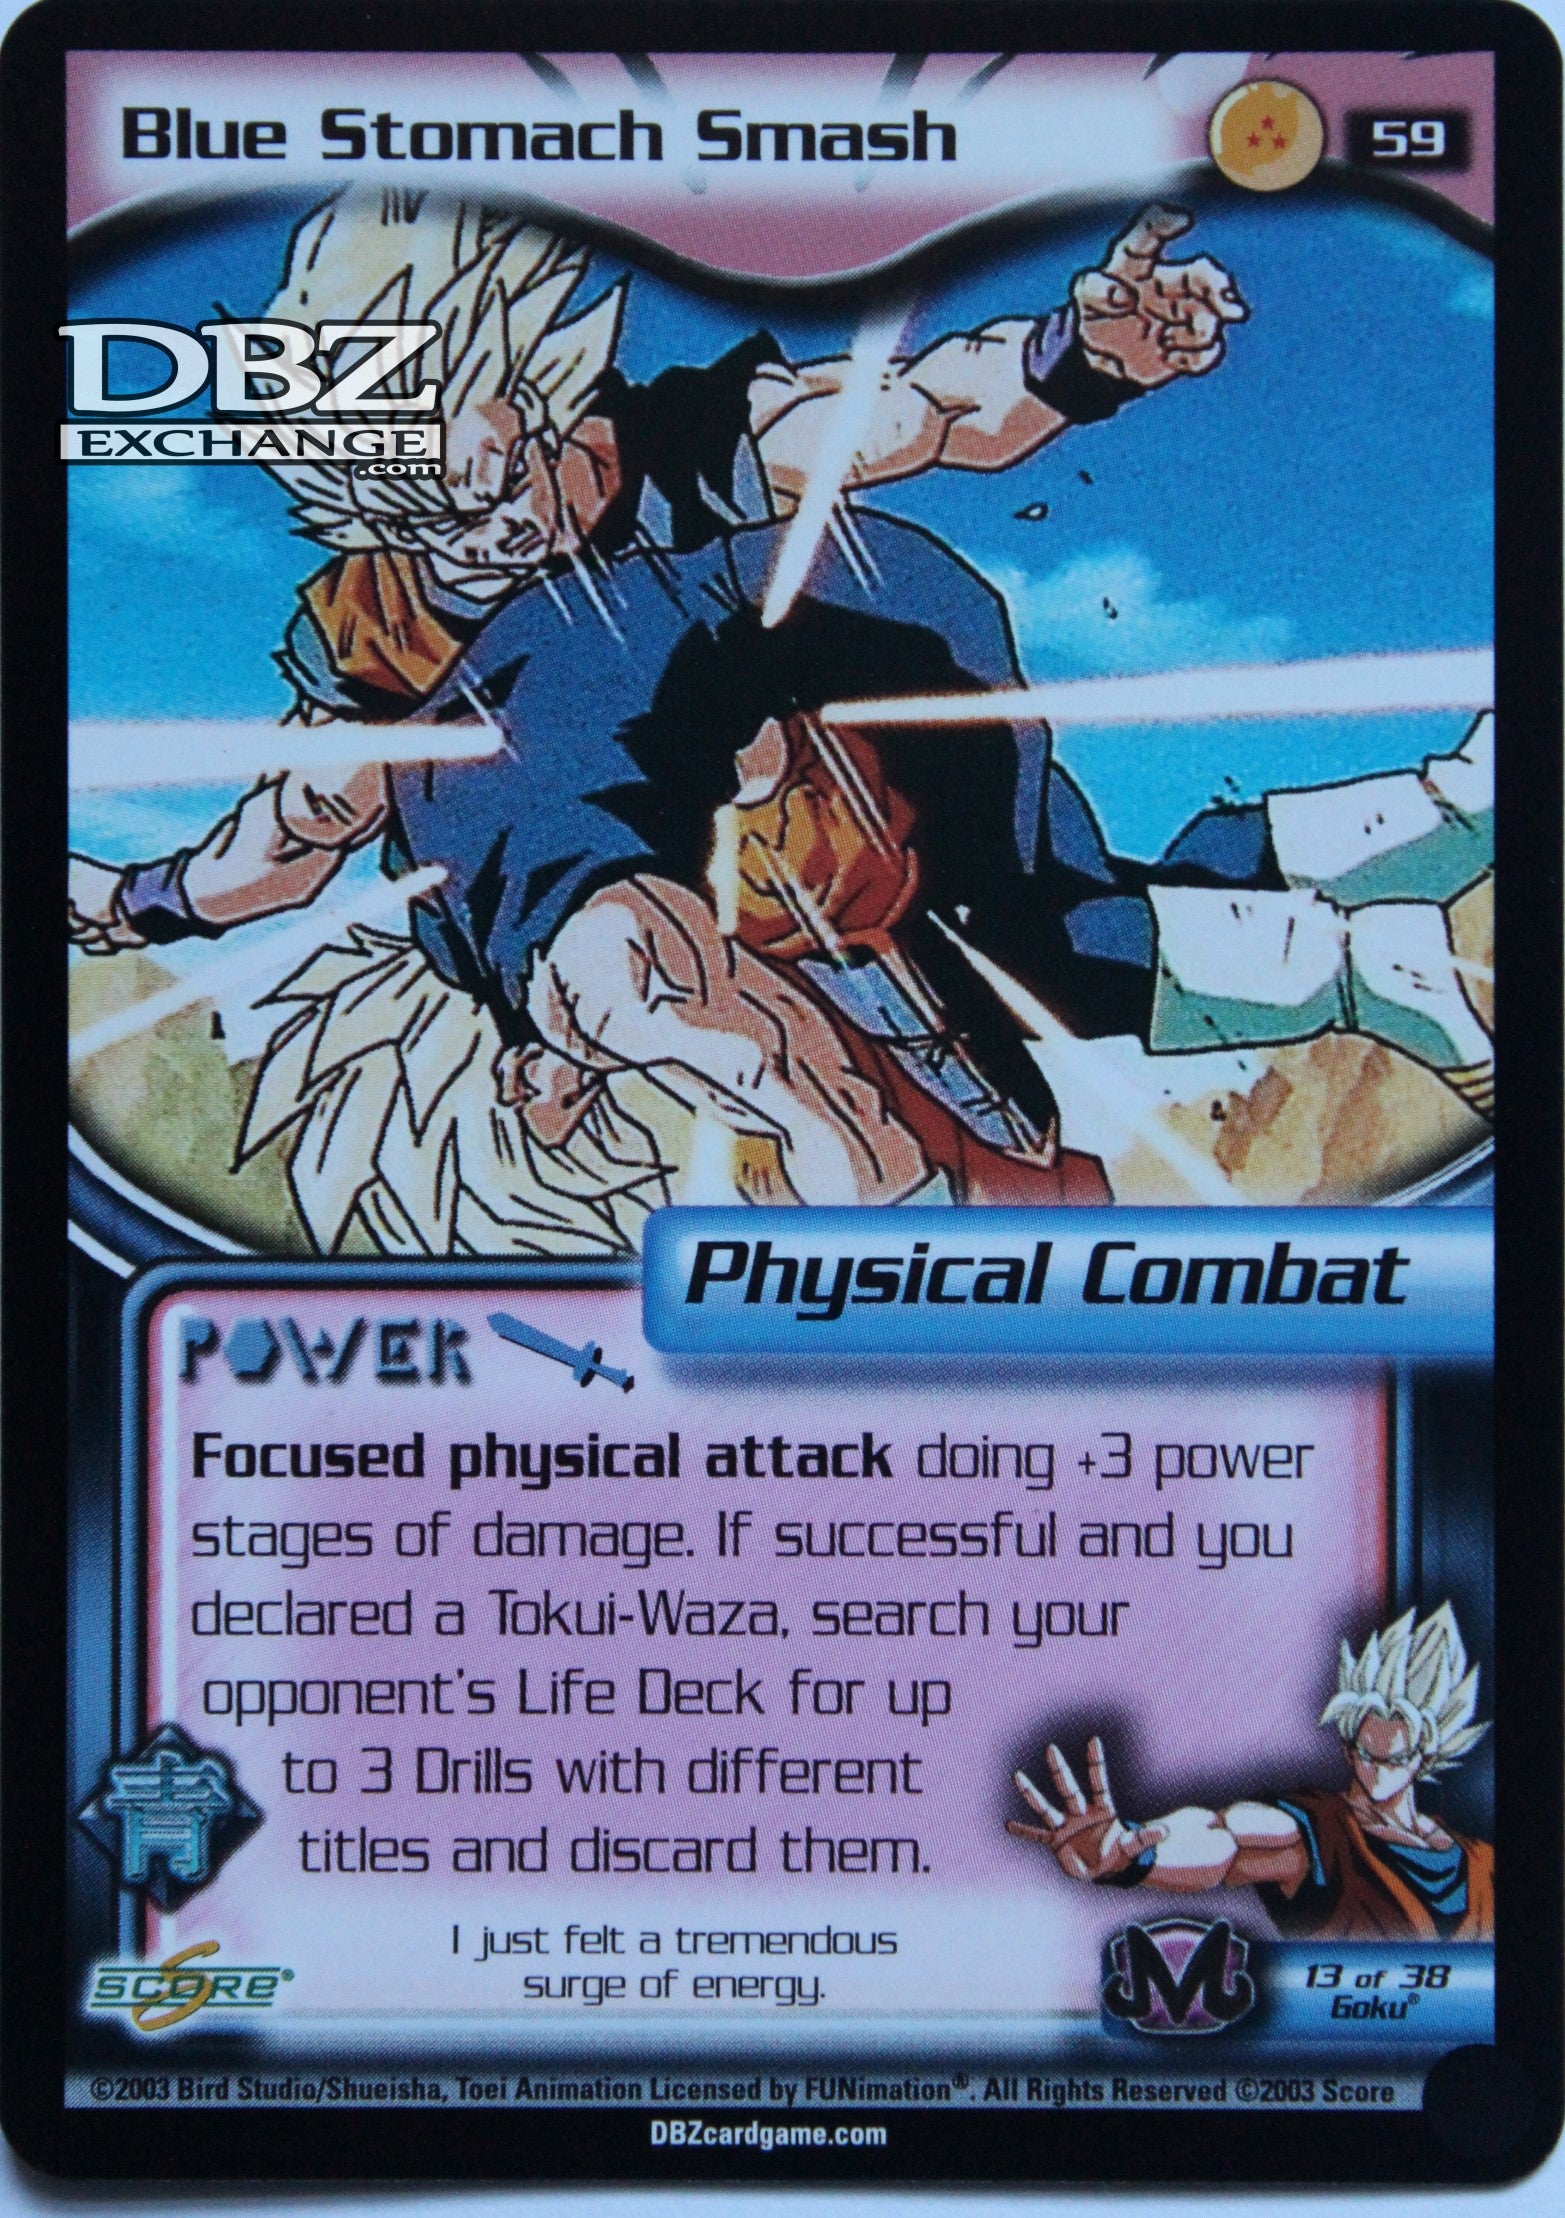 Blue Stomach Smash
59
DBZ
EXCHANGE
.com
Physical Combat
POWER
Focused physical attack doing +3 power
stages of damage. If successful and you
declared a Tokui-Waza, search your
opponent's Life Deck for up
to 3 Drills with different
titles and discard them.
青
I just felt a tremendous
surge of energy.
SCORE®
M
13 of 38
Goku®
©2003 Bird Studio/Shueisha, Toei Animation Licensed by FUNimation®. All Rights Reserved ©2003 Score
DBZcardgame.com